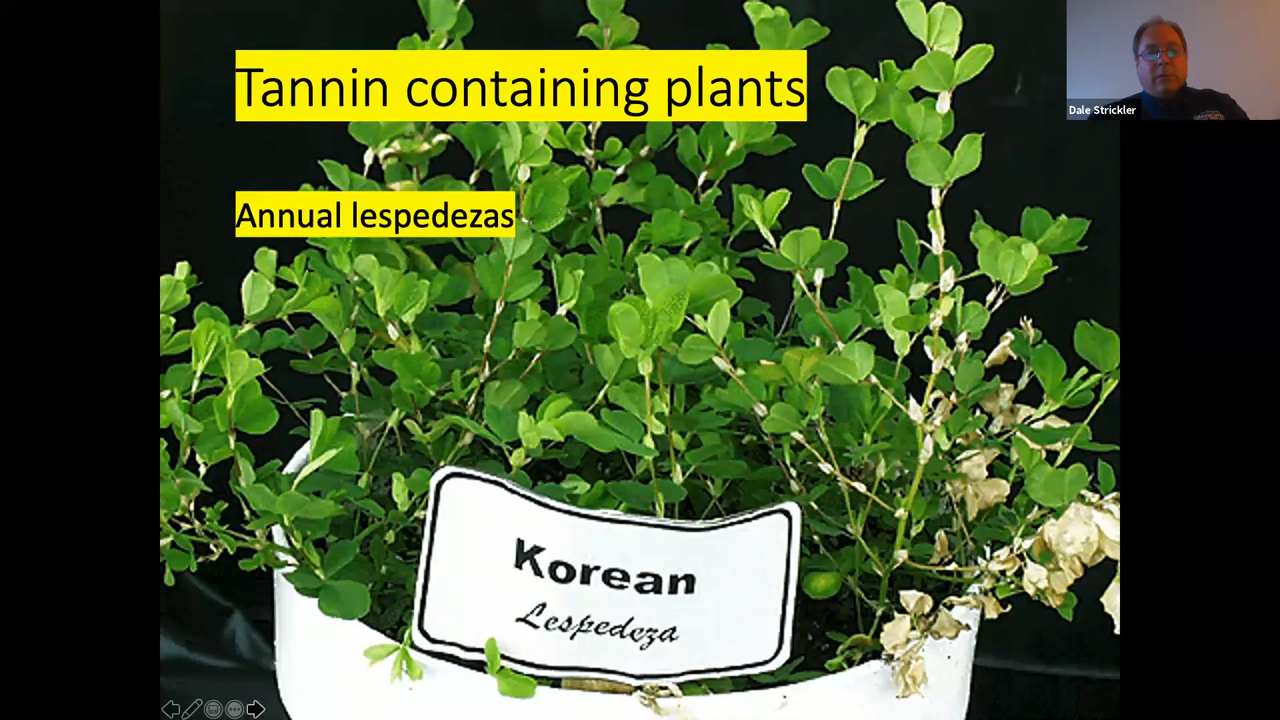 Tannin containing plants
Dale Strickler
Annual lespedezas
Korean
Lespedeza